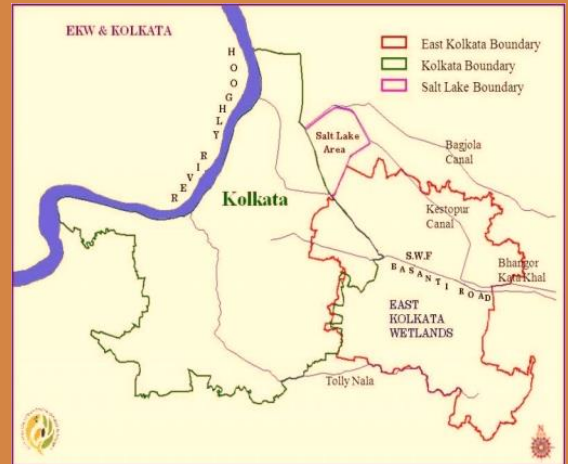 EKW & KOLKATA
East Kolkata Boundary
Kolkata Boundary
Salt Lake Boundary
HOOGHLY RIVER
Salt Lake
Area
Bagjola
Canal
Kolkata
Kestopur
Canal
S.W.F
BASANTI ROAD
Bhangor
Kata Khal
EAST
KOLKATA
WETLANDS
Tolly Nala
N